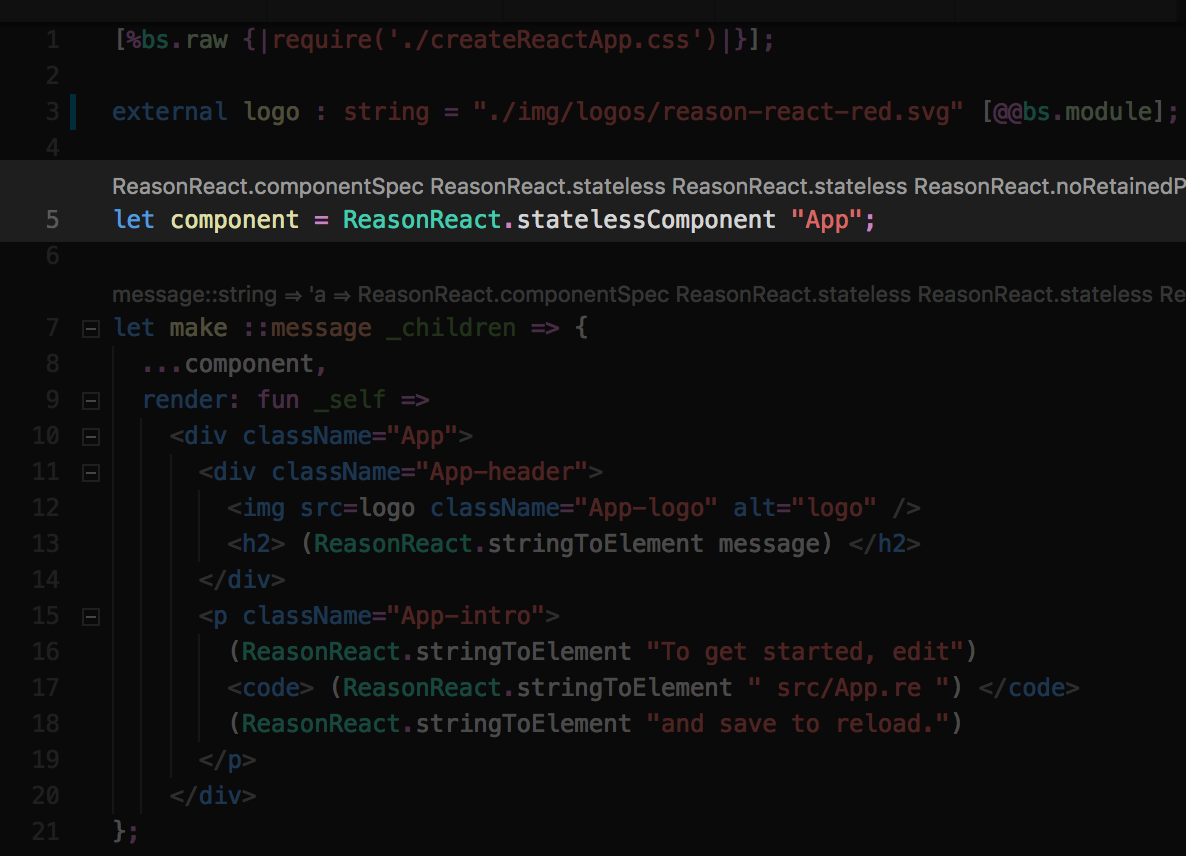 1 [%bs.raw {|require('./createReactApp.css')|}];
2
3 external logo : string = "./img/logos/reason-react-red.svg" [@@bs.module];
4
ReasonReact.componentSpec ReasonReact.stateless ReasonReact.stateless ReasonReact.noRetainedP
5 let component = ReasonReact.statelessComponent "App";
6
message::string ⇒ 'a ⇒ ReasonReact.componentSpec ReasonReact.stateless ReasonReact.stateless Re
7 let make ::message _children => {
8 ...component,
9 render: fun _self =>
10 <div className="App">
11 <div className="App-header">
12 <img src=logo className="App-logo" alt="logo" />
13 <h2> (ReasonReact.stringToElement message) </h2>
14 </div>
15 <p className="App-intro">
16 (ReasonReact.stringToElement "To get started, edit")
17 <code> (ReasonReact.stringToElement " src/App.re ") </code>
18 (ReasonReact.stringToElement "and save to reload.")
19 </p>
20 </div>
21 };